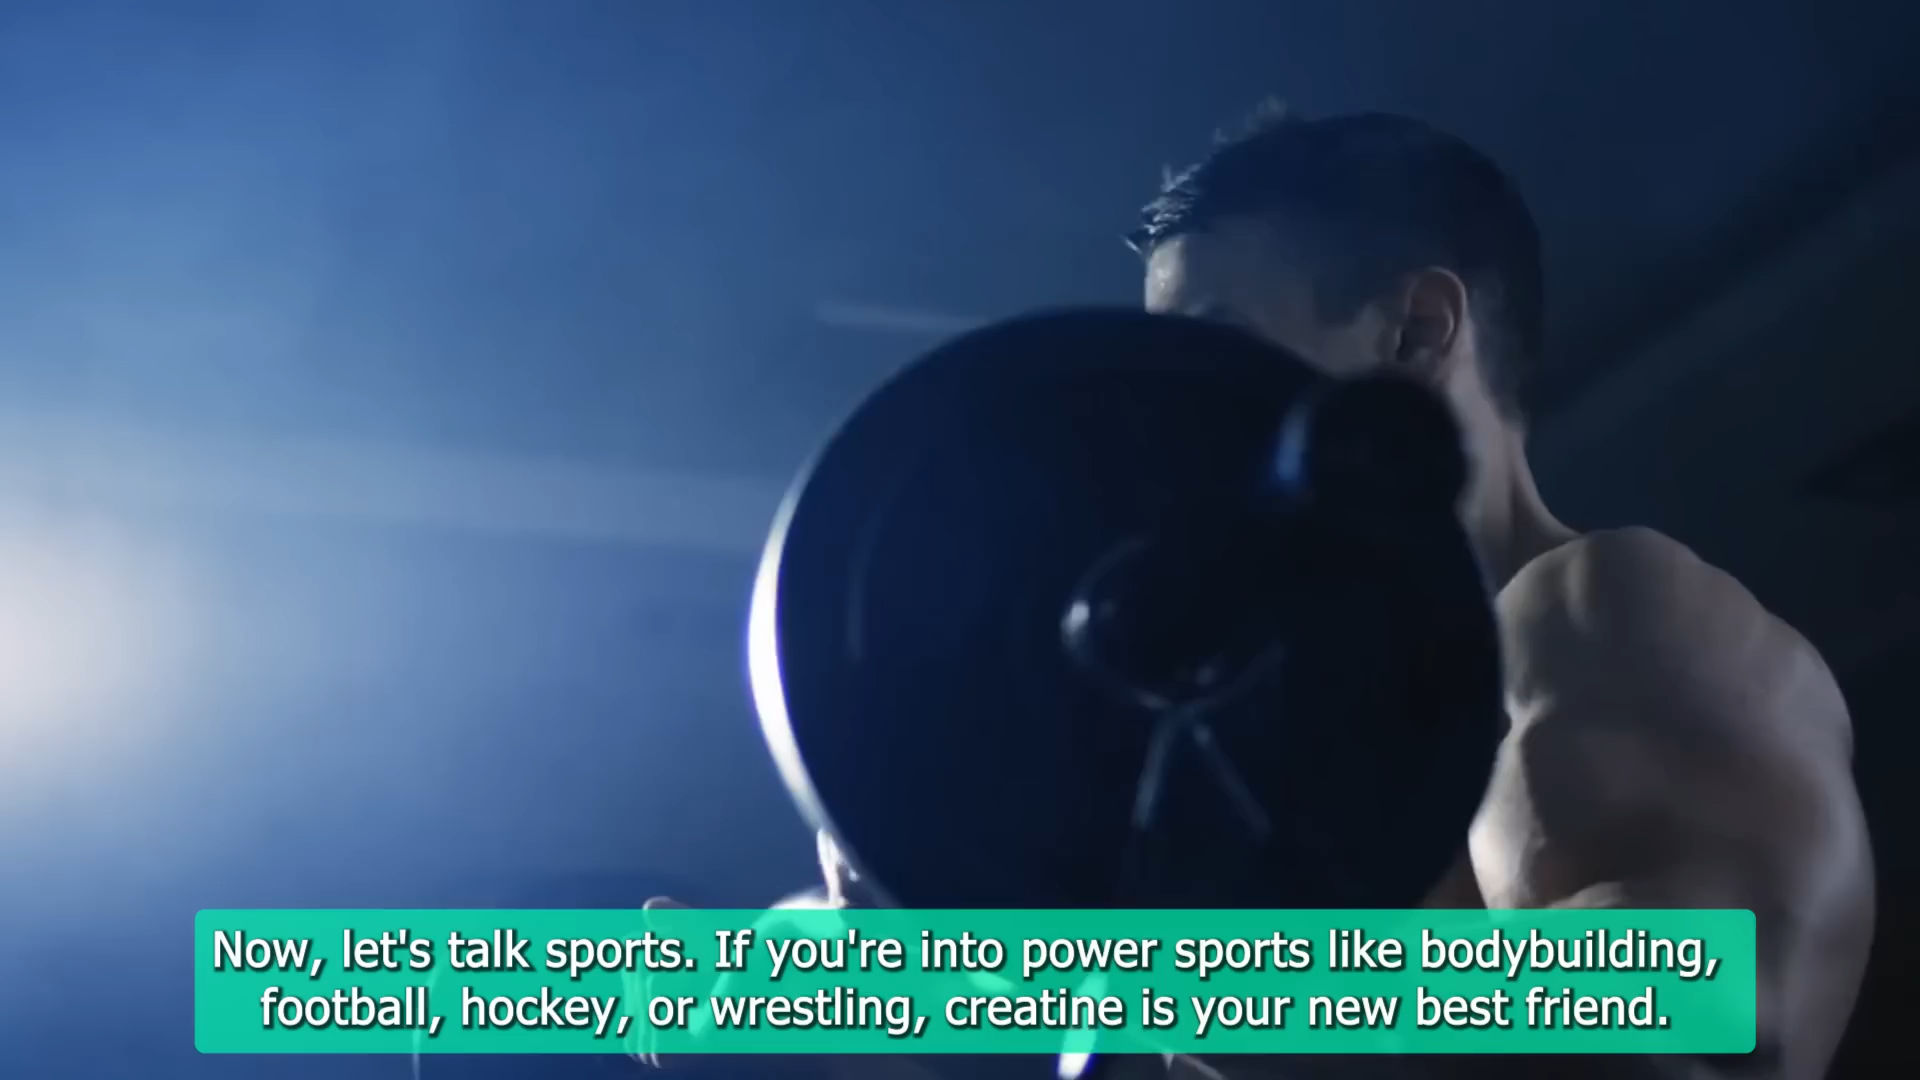 Now, let's talk sports. If you're into power sports like bodybuilding,
football, hockey, or wrestling, creatine is your new best friend.